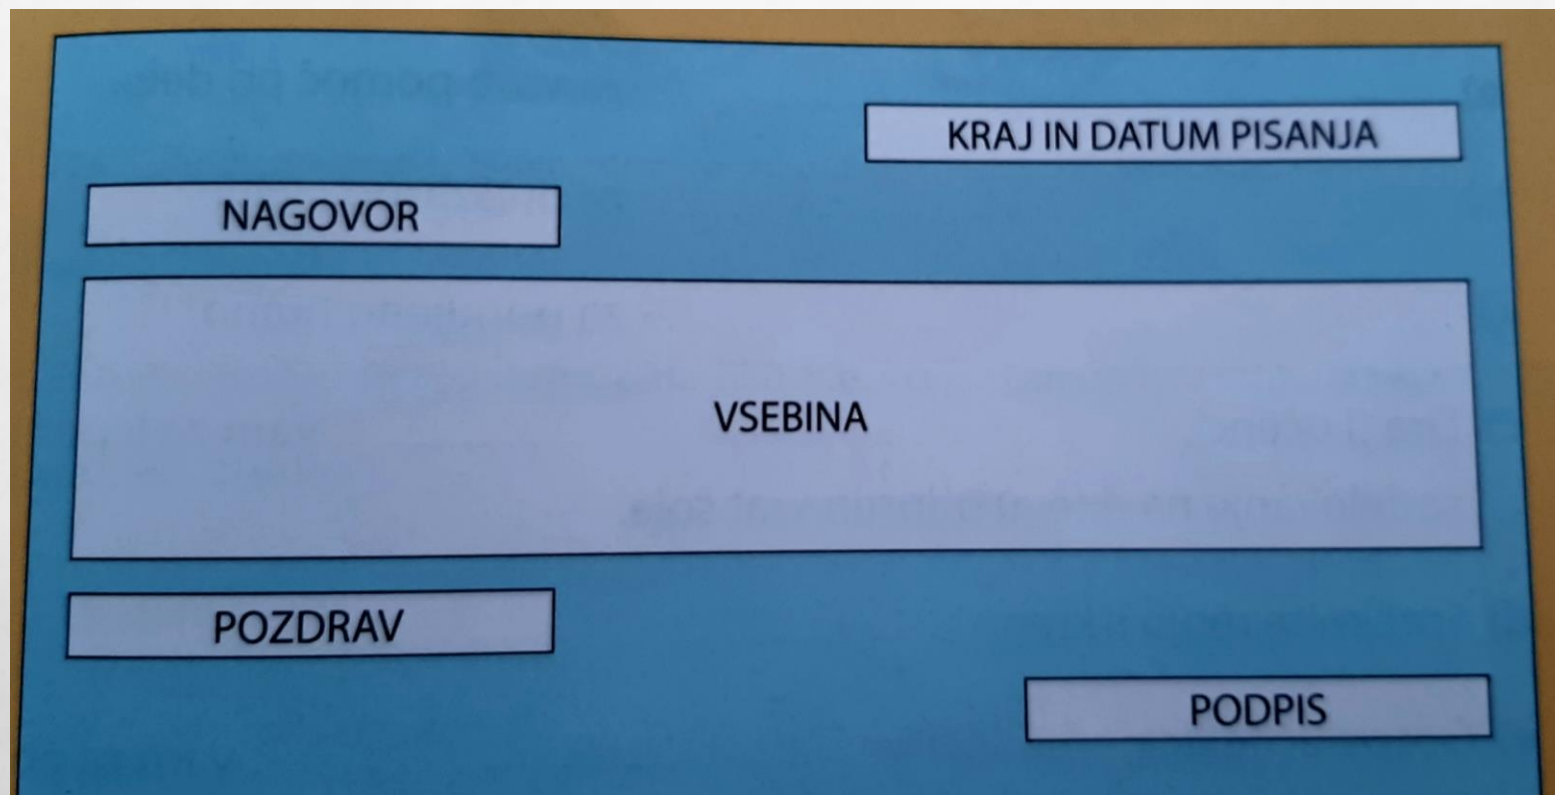 KRAJ IN DATUM PISANJA
NAGOVOR
VSEBINA
POZDRAV
PODPIS